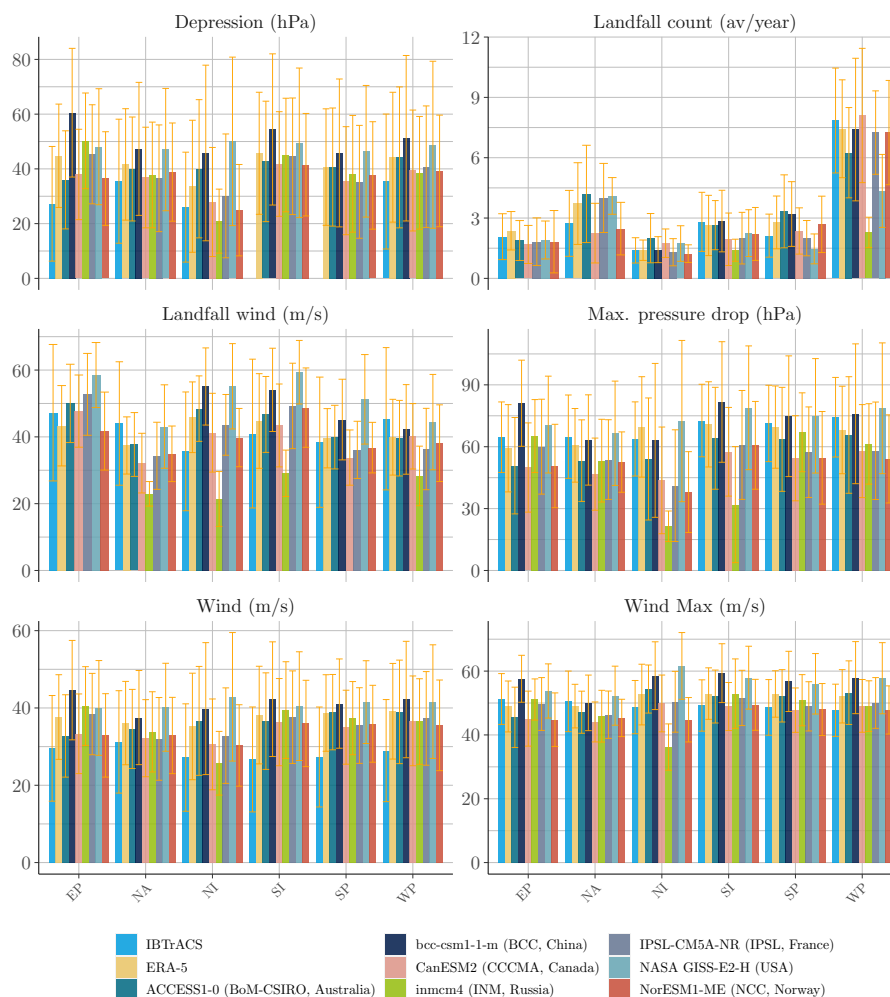 Depression (hPa)
Landfall count (av/year)
80
60
40
20
0
12
9
6
3
0
Landfall wind (m/s)
Max. pressure drop (hPa)
60
40
20
0
90
60
30
0
Wind (m/s)
Wind Max (m/s)
60
40
20
0
60
40
20
0
EP NA NI SI SP WP
EP NA NI SI SP WP
IBTrACS
ERA-5
ACCESS1-0 (BoM-CSIRO, Australia)
bcc-csm1-1-m (BCC, China)
CanESM2 (CCCMA, Canada)
inmcm4 (INM, Russia)
IPSL-CM5A-NR (IPSL, France)
NASA GISS-E2-H (USA)
NorESM1-ME (NCC, Norway)